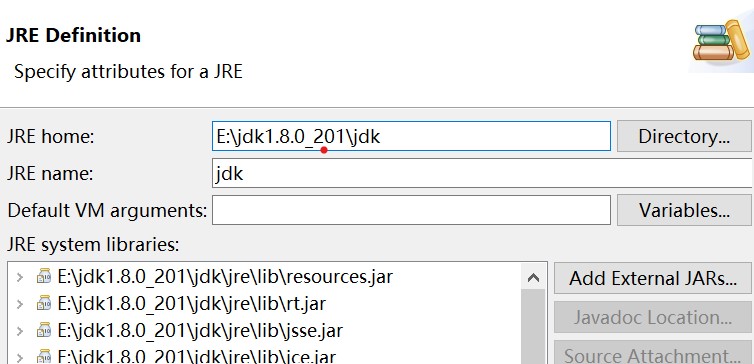 JRE Definition
Specify attributes for a JRE
JRE home: E:\jdk1.8.0_201\jdk Directory...
JRE name: jdk
Default VM arguments: Variables...
JRE system libraries:
E:\jdk1.8.0_201\jdk\jre\lib\resources.jar Add External JARs...
E:\jdk1.8.0_201\jdk\jre\lib\rt.jar Javadoc Location...
E:\jdk1.8.0_201\jdk\jre\lib\jsse.jar
E:\jdk1.8.0_201\jdk\jre\lib\jce.jar Source Attachment...